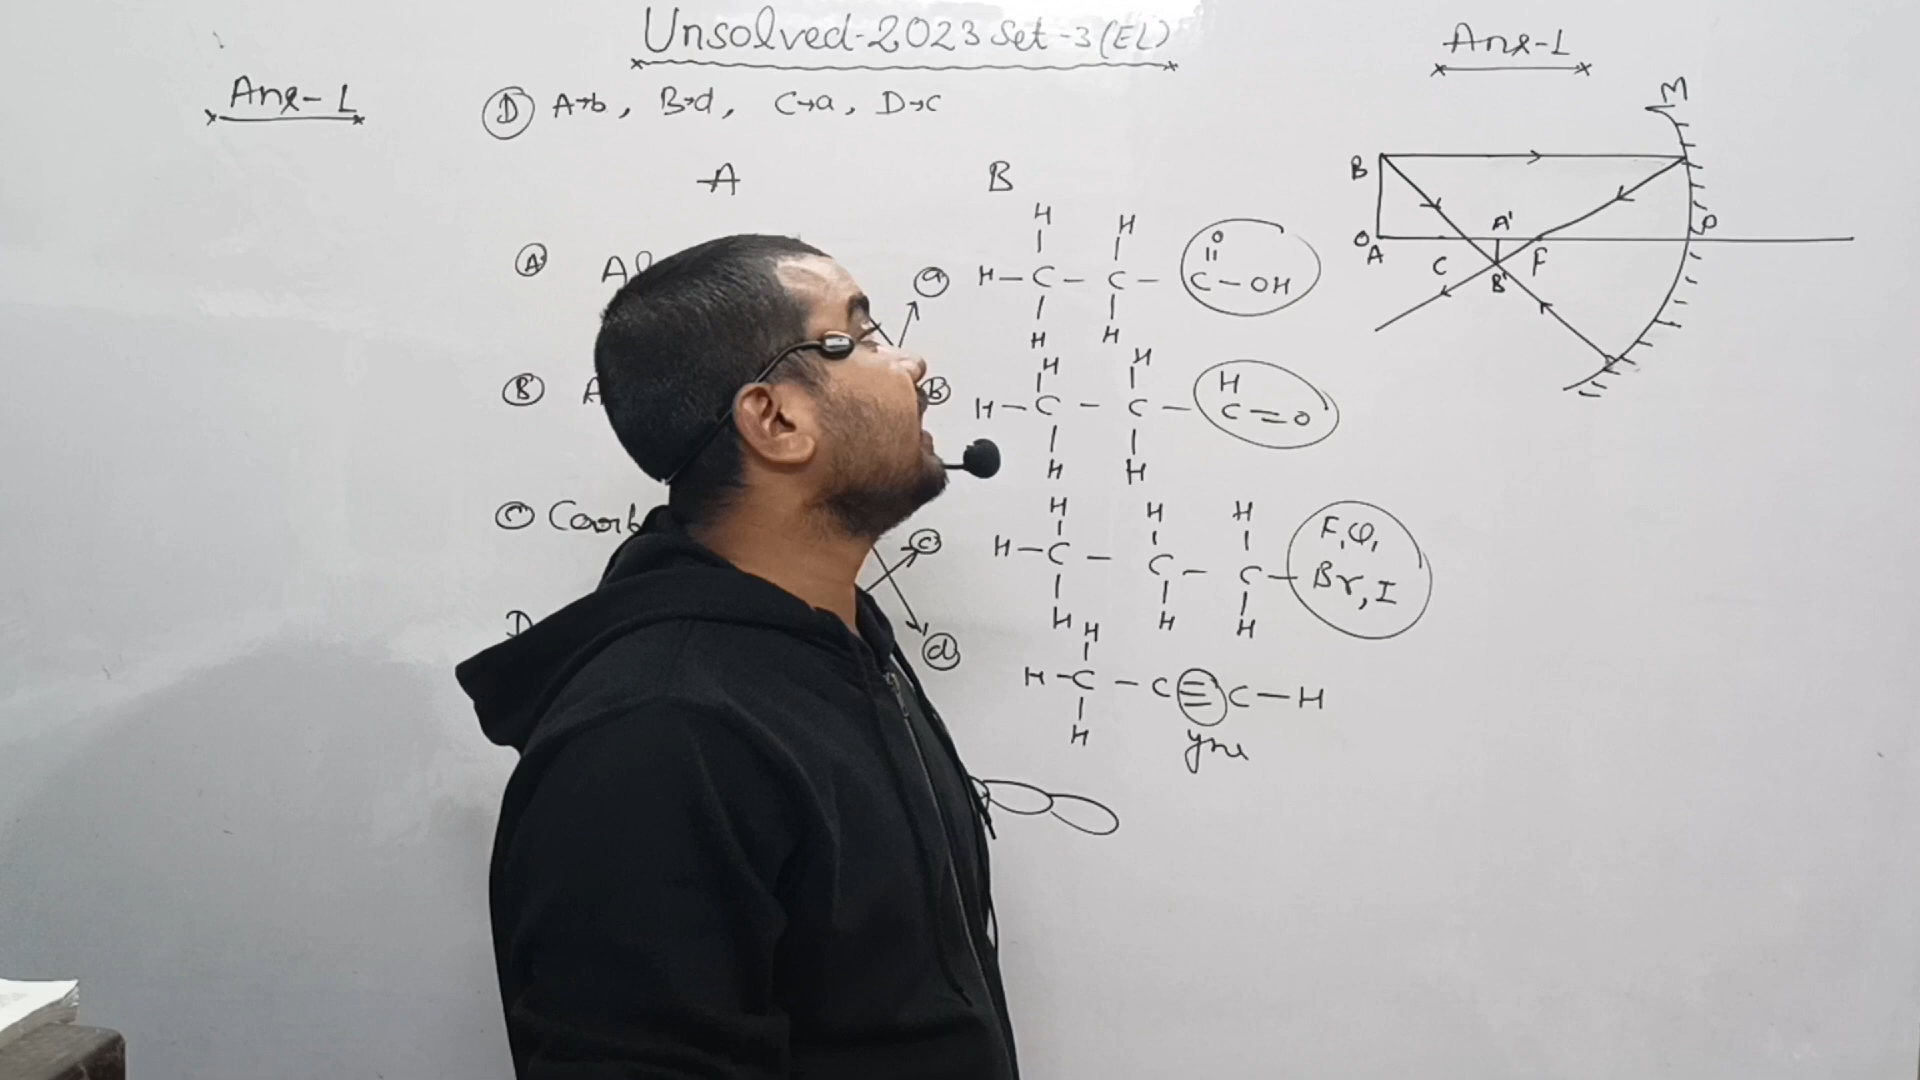 Unsolved-2023 Set-3 (EL)
Ans-1
D A→b, B→d, C→a, D→c
A B
A
a
H H O
H-C-C-C-OH
H H
B
B
H H H
H-C-C-C=O
H H
C
c
H H H F, Cl,
H-C-C-C-Br, I
H H H
D
d
H
H-C-C≡C-H
H
yne
Ans-1
M
B
O A' P
A C B' F